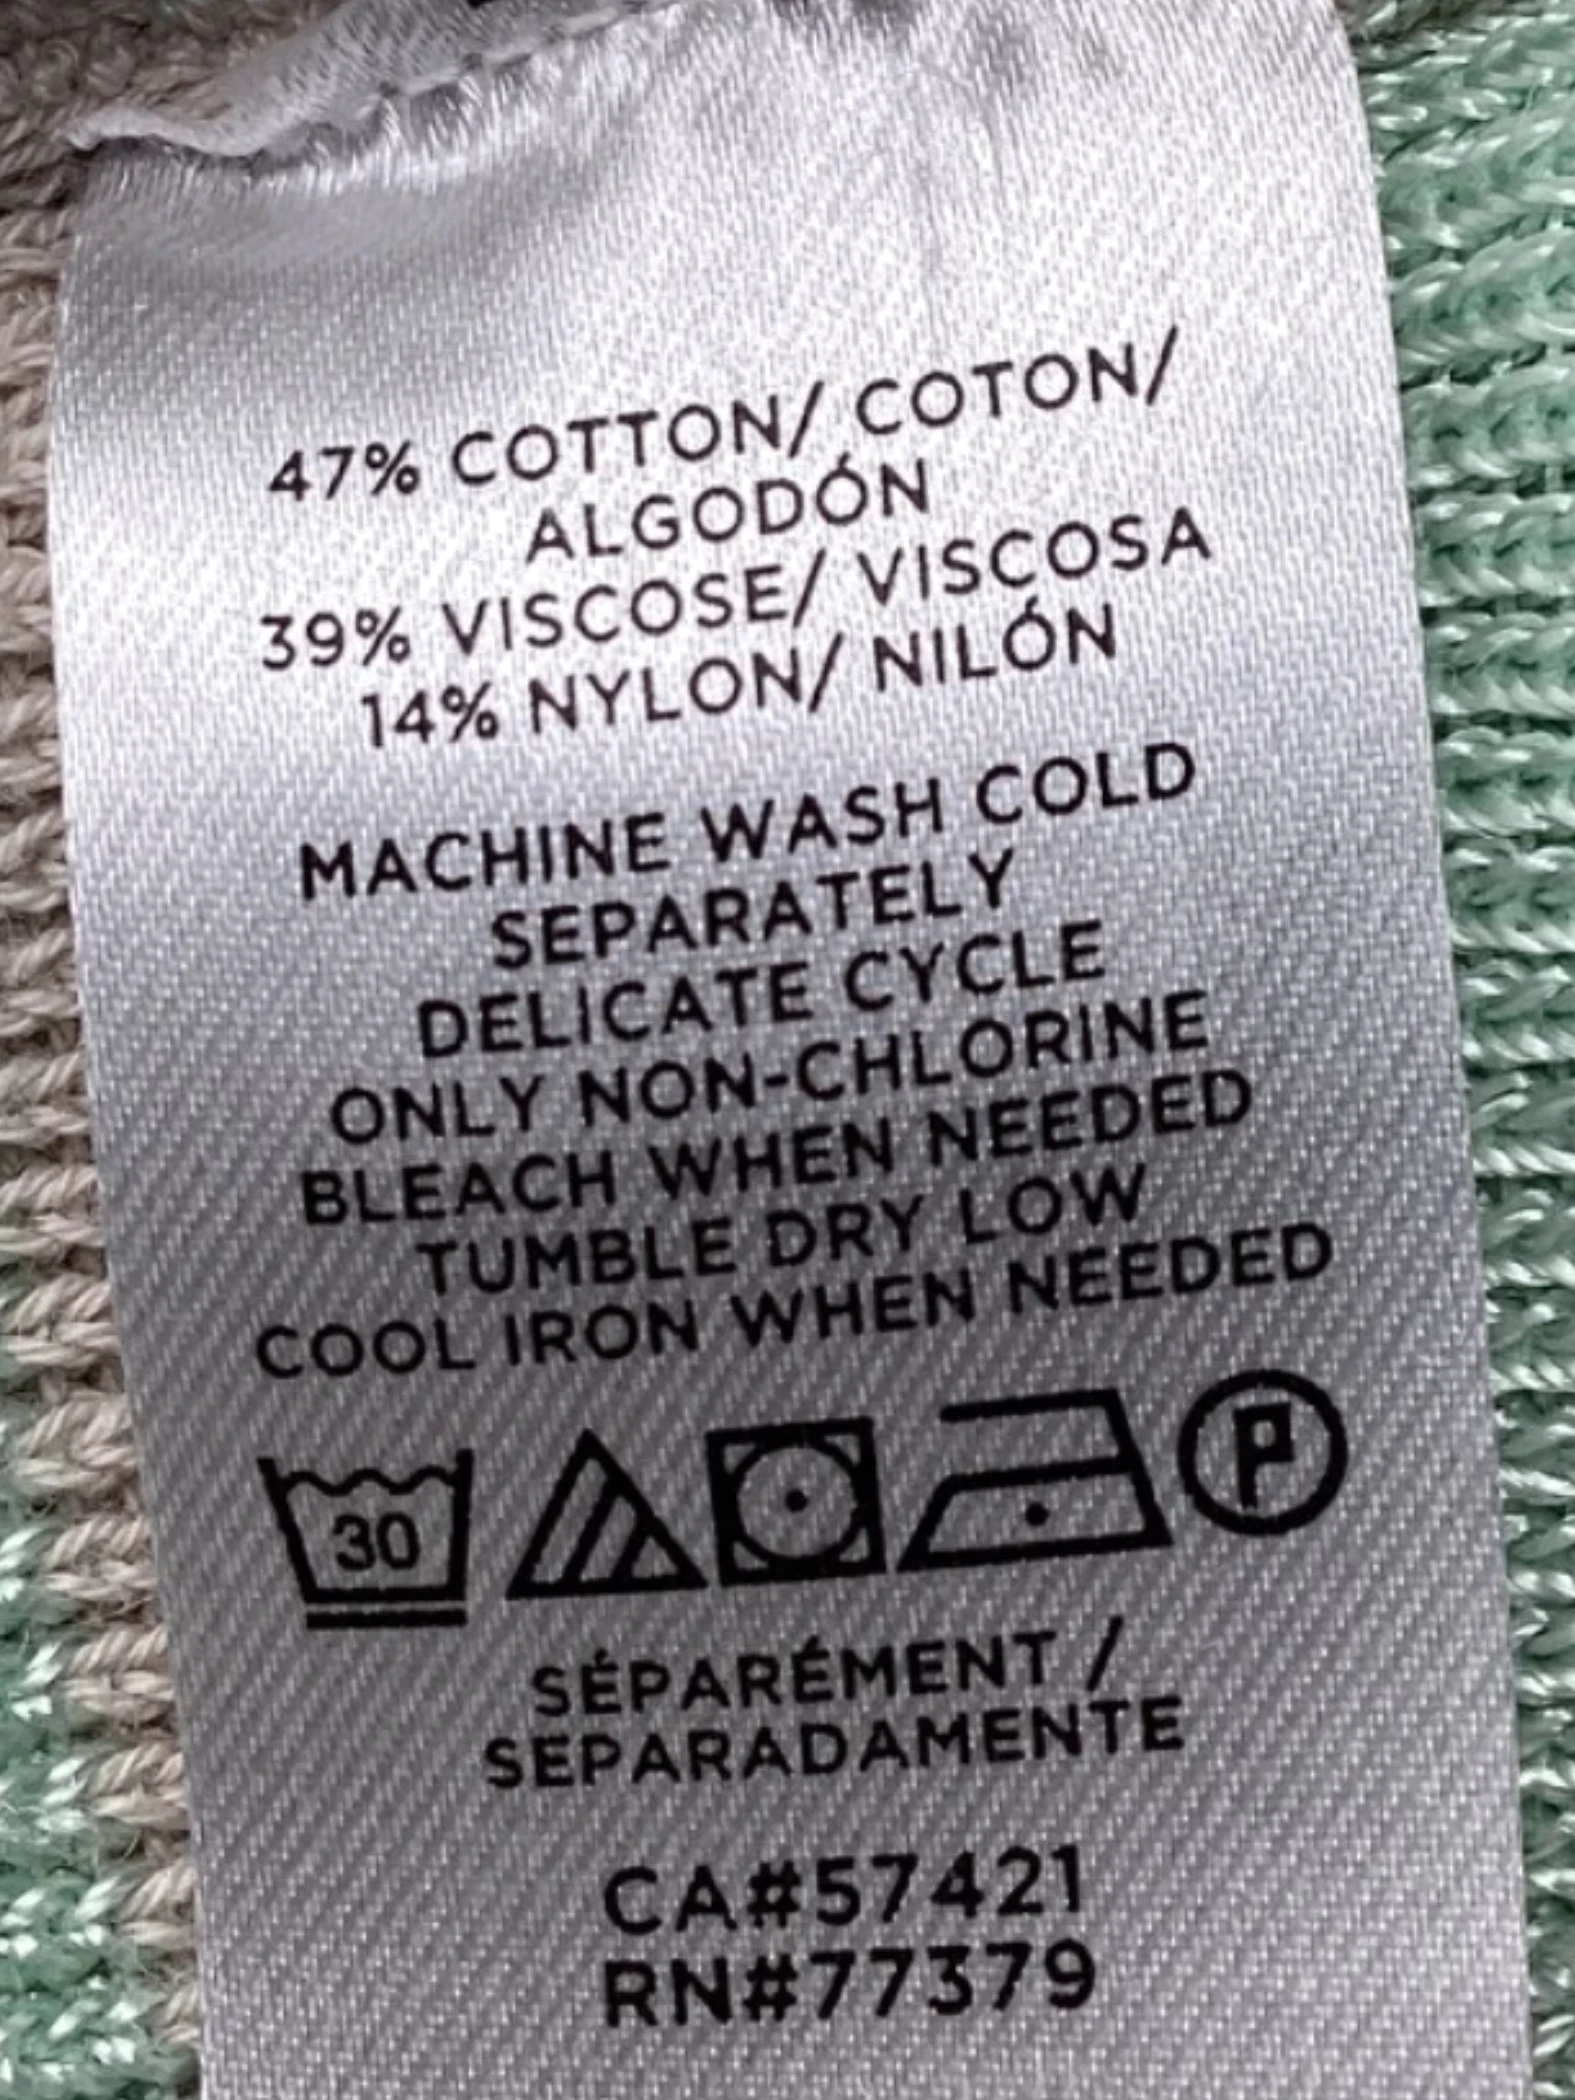 47% COTTON/ COTON/
ALGODÓN
39% VISCOSE/ VISCOSA
14% NYLON/ NILÓN
MACHINE WASH COLD
SEPARATELY
DELICATE CYCLE
ONLY NON-CHLORINE
BLEACH WHEN NEEDED
TUMBLE DRY LOW
COOL IRON WHEN NEEDED
30 P
SÉPARÉMENT /
SEPARADAMENTE
CA#57421
RN#77379